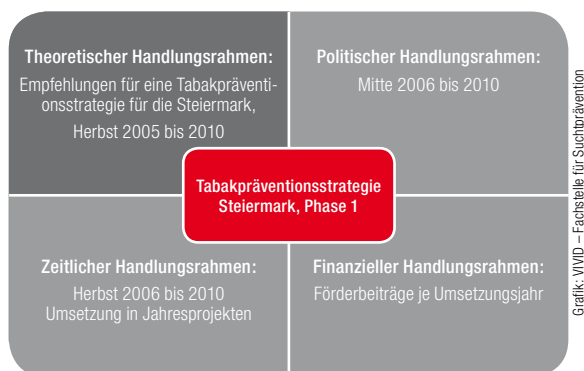 Theoretischer Handlungsrahmen:
Empfehlungen für eine Tabakpräventi-
onsstrategie für die Steiermark,
Herbst 2005 bis 2010
Politischer Handlungsrahmen:
Mitte 2006 bis 2010
Tabakpräventionsstrategie
Steiermark, Phase 1
Zeitlicher Handlungsrahmen:
Herbst 2006 bis 2010
Umsetzung in Jahresprojekten
Finanzieller Handlungsrahmen:
Förderbeiträge je Umsetzungsjahr
Grafik: VIVID – Fachstelle für Suchtprävention